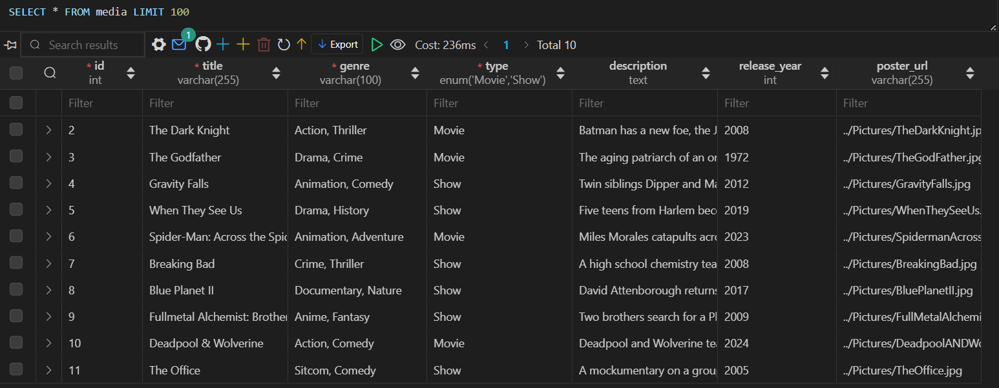 SELECT * FROM media LIMIT 100
Search results 1 Export Cost: 236ms 1 Total 10
* id * title * genre * type description release_year poster_url
int varchar(255) varchar(100) enum('Movie','Show') text int varchar(255)
Filter Filter Filter Filter Filter Filter Filter
2 The Dark Knight Action, Thriller Movie Batman has a new foe, the J 2008 ../Pictures/TheDarkKnight.jp
3 The Godfather Drama, Crime Movie The aging patriarch of an or 1972 ../Pictures/TheGodFather.jpg
4 Gravity Falls Animation, Comedy Show Twin siblings Dipper and Ma 2012 ../Pictures/GravityFalls.jpg
5 When They See Us Drama, History Show Five teens from Harlem bec 2019 ../Pictures/WhenTheySeeUs.
6 Spider-Man: Across the Spid Animation, Adventure Movie Miles Morales catapults acr 2023 ../Pictures/SpidermanAcross
7 Breaking Bad Crime, Thriller Show A high school chemistry tea 2008 ../Pictures/BreakingBad.jpg
8 Blue Planet II Documentary, Nature Show David Attenborough returns 2017 ../Pictures/BluePlanetII.jpg
9 Fullmetal Alchemist: Brother Anime, Fantasy Show Two brothers search for a Pl 2009 ../Pictures/FullMetalAlchemi
10 Deadpool & Wolverine Action, Comedy Movie Deadpool and Wolverine te 2024 ../Pictures/DeadpoolANDWo
11 The Office Sitcom, Comedy Show A mockumentary on a grou 2005 ../Pictures/TheOffice.jpg